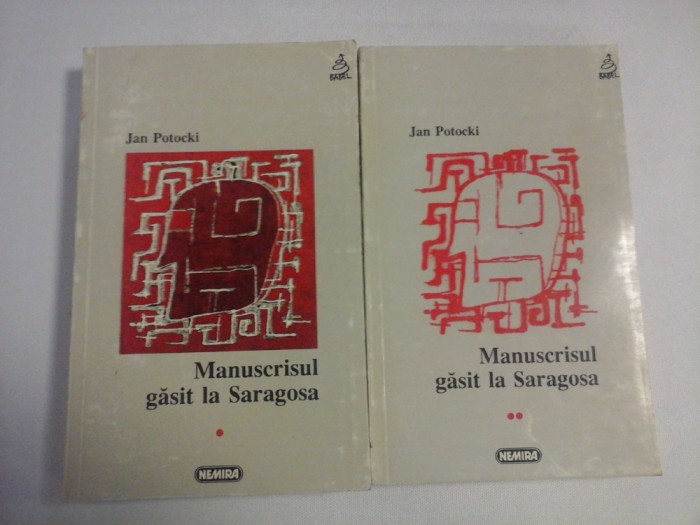 Jan Potocki
Manuscrisul
găsit la Saragosa
NEMIRA
Jan Potocki
Manuscrisul
găsit la Saragosa
NEMIRA